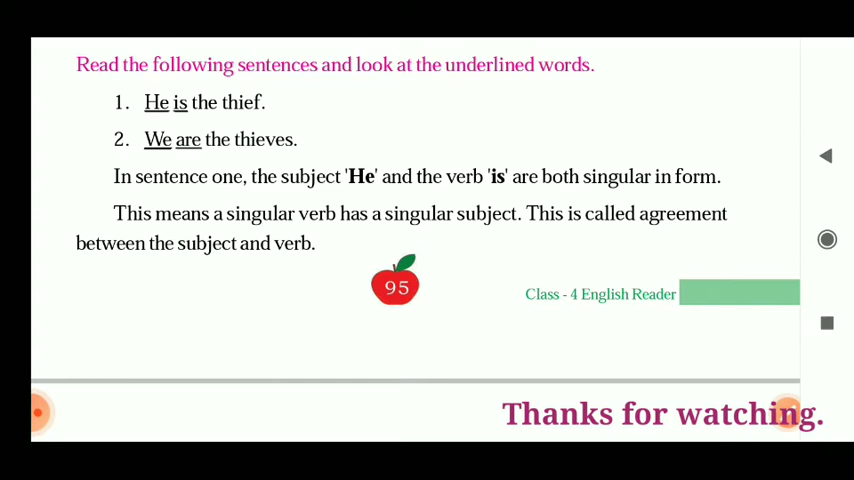 Read the following sentences and look at the underlined words.
1. He is the thief.
2. We are the thieves.
In sentence one, the subject 'He' and the verb 'is' are both singular in form.
This means a singular verb has a singular subject. This is called agreement
between the subject and verb.
95
Class - 4 English Reader
Thanks for watching.